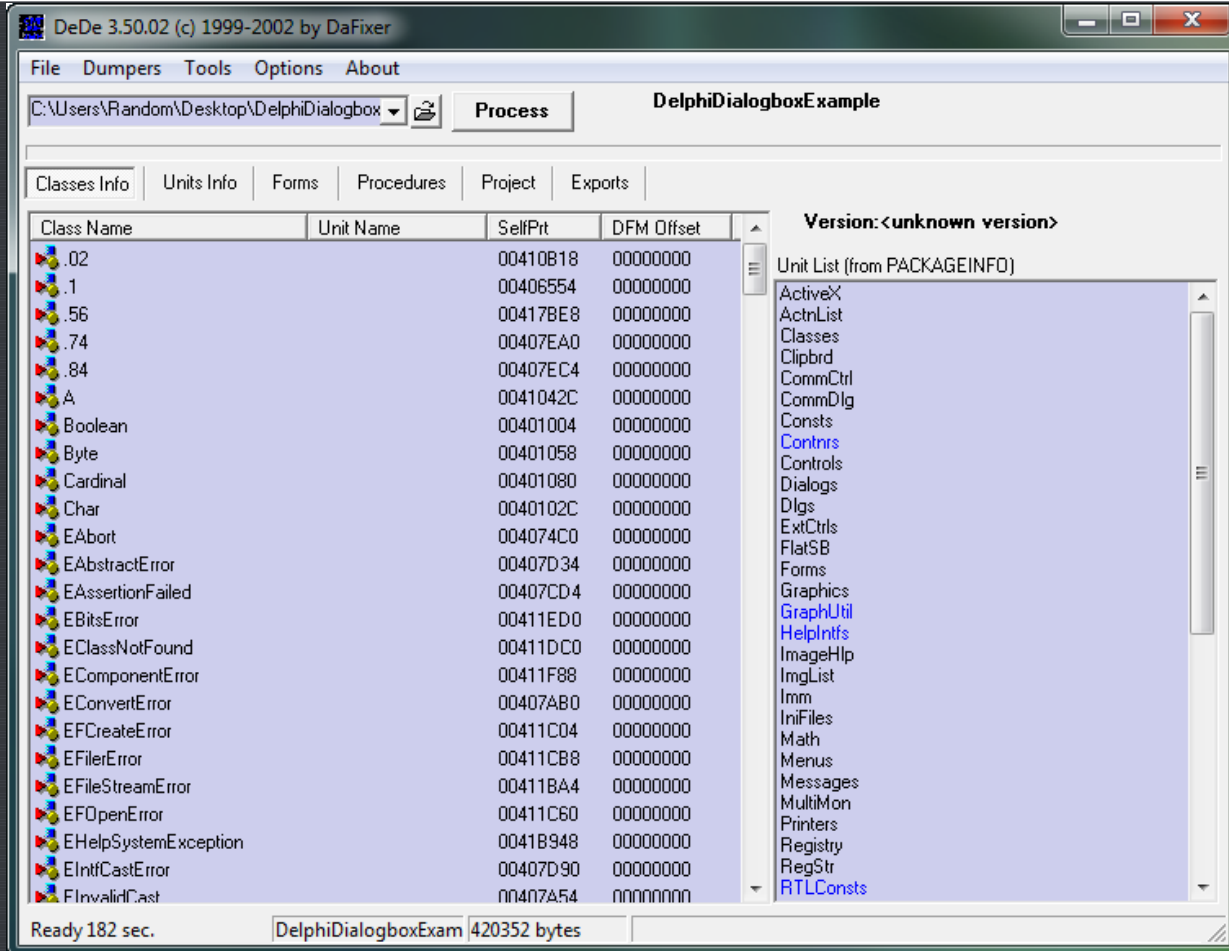 DeDe 3.50.02 (c) 1999-2002 by DaFixer
File Dumpers Tools Options About
C:\Users\Random\Desktop\DelphiDialogbox Process DelphiDialogboxExample
Classes Info Units Info Forms Procedures Project Exports
Class Name Unit Name SelfPrt DFM Offset
.02 00410B18 00000000
.1 00406554 00000000
.56 00417BE8 00000000
.74 00407EA0 00000000
.84 00407EC4 00000000
A 0041042C 00000000
Boolean 00401004 00000000
Byte 00401058 00000000
Cardinal 00401080 00000000
Char 0040102C 00000000
EAbort 004074C0 00000000
EAbstractError 00407D34 00000000
EAssertionFailed 00407CD4 00000000
EBitsError 00411ED0 00000000
EClassNotFound 00411DC0 00000000
EComponentError 00411F88 00000000
EConvertError 00407AB0 00000000
EFCreateError 00411C04 00000000
EFilerError 00411CB8 00000000
EFileStreamError 00411BA4 00000000
EFOpenError 00411C60 00000000
EHelpSystemException 0041B948 00000000
EIntfCastError 00407D90 00000000
EInvalidCast 00407A54 00000000
Version:<unknown version>
Unit List (from PACKAGEINFO)
ActiveX
ActnList
Classes
Clipbrd
CommCtrl
CommDlg
Consts
Contnrs
Controls
Dialogs
Dlgs
ExtCtrls
FlatSB
Forms
Graphics
GraphUtil
HelpIntfs
ImageHlp
ImgList
Imm
IniFiles
Math
Menus
Messages
MultiMon
Printers
Registry
RegStr
RTLConsts
Ready 182 sec. DelphiDialogboxExam 420352 bytes